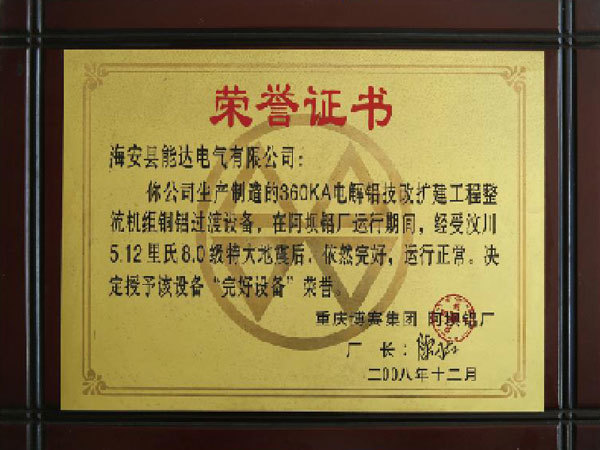 荣誉证书
海安县能达电气有限公司：
你公司生产制造的360KA电解铝技改扩建工程整
流机组铜铝过渡设备，在阿坝铝厂运行期间，经受汶川
5.12里氏8.0级特大地震后，依然完好，运行正常。决
定授予该设备“完好设备”荣誉。
重庆博赛集团 阿坝铝厂
厂 长：
二00八年十二月